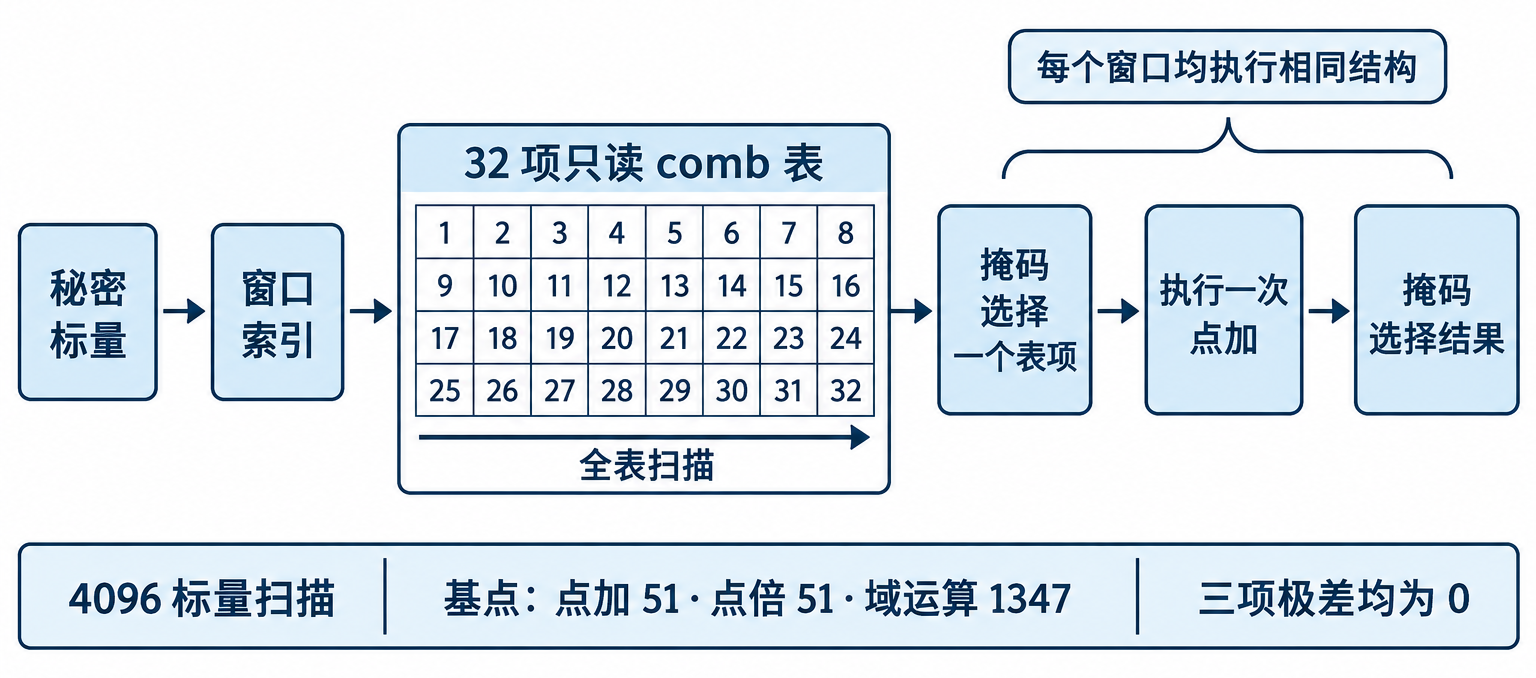 每个窗口均执行相同结构
秘密
标量
窗口
索引
32 项只读 comb 表
1 2 3 4 5 6 7 8
9 10 11 12 13 14 15 16
17 18 19 20 21 22 23 24
25 26 27 28 29 30 31 32
全表扫描
掩码
选择
一个表项
执行一次
点加
掩码
选择结果
4096 标量扫描
基点：点加 51 · 点倍 51 · 域运算 1347
三项极差均为 0